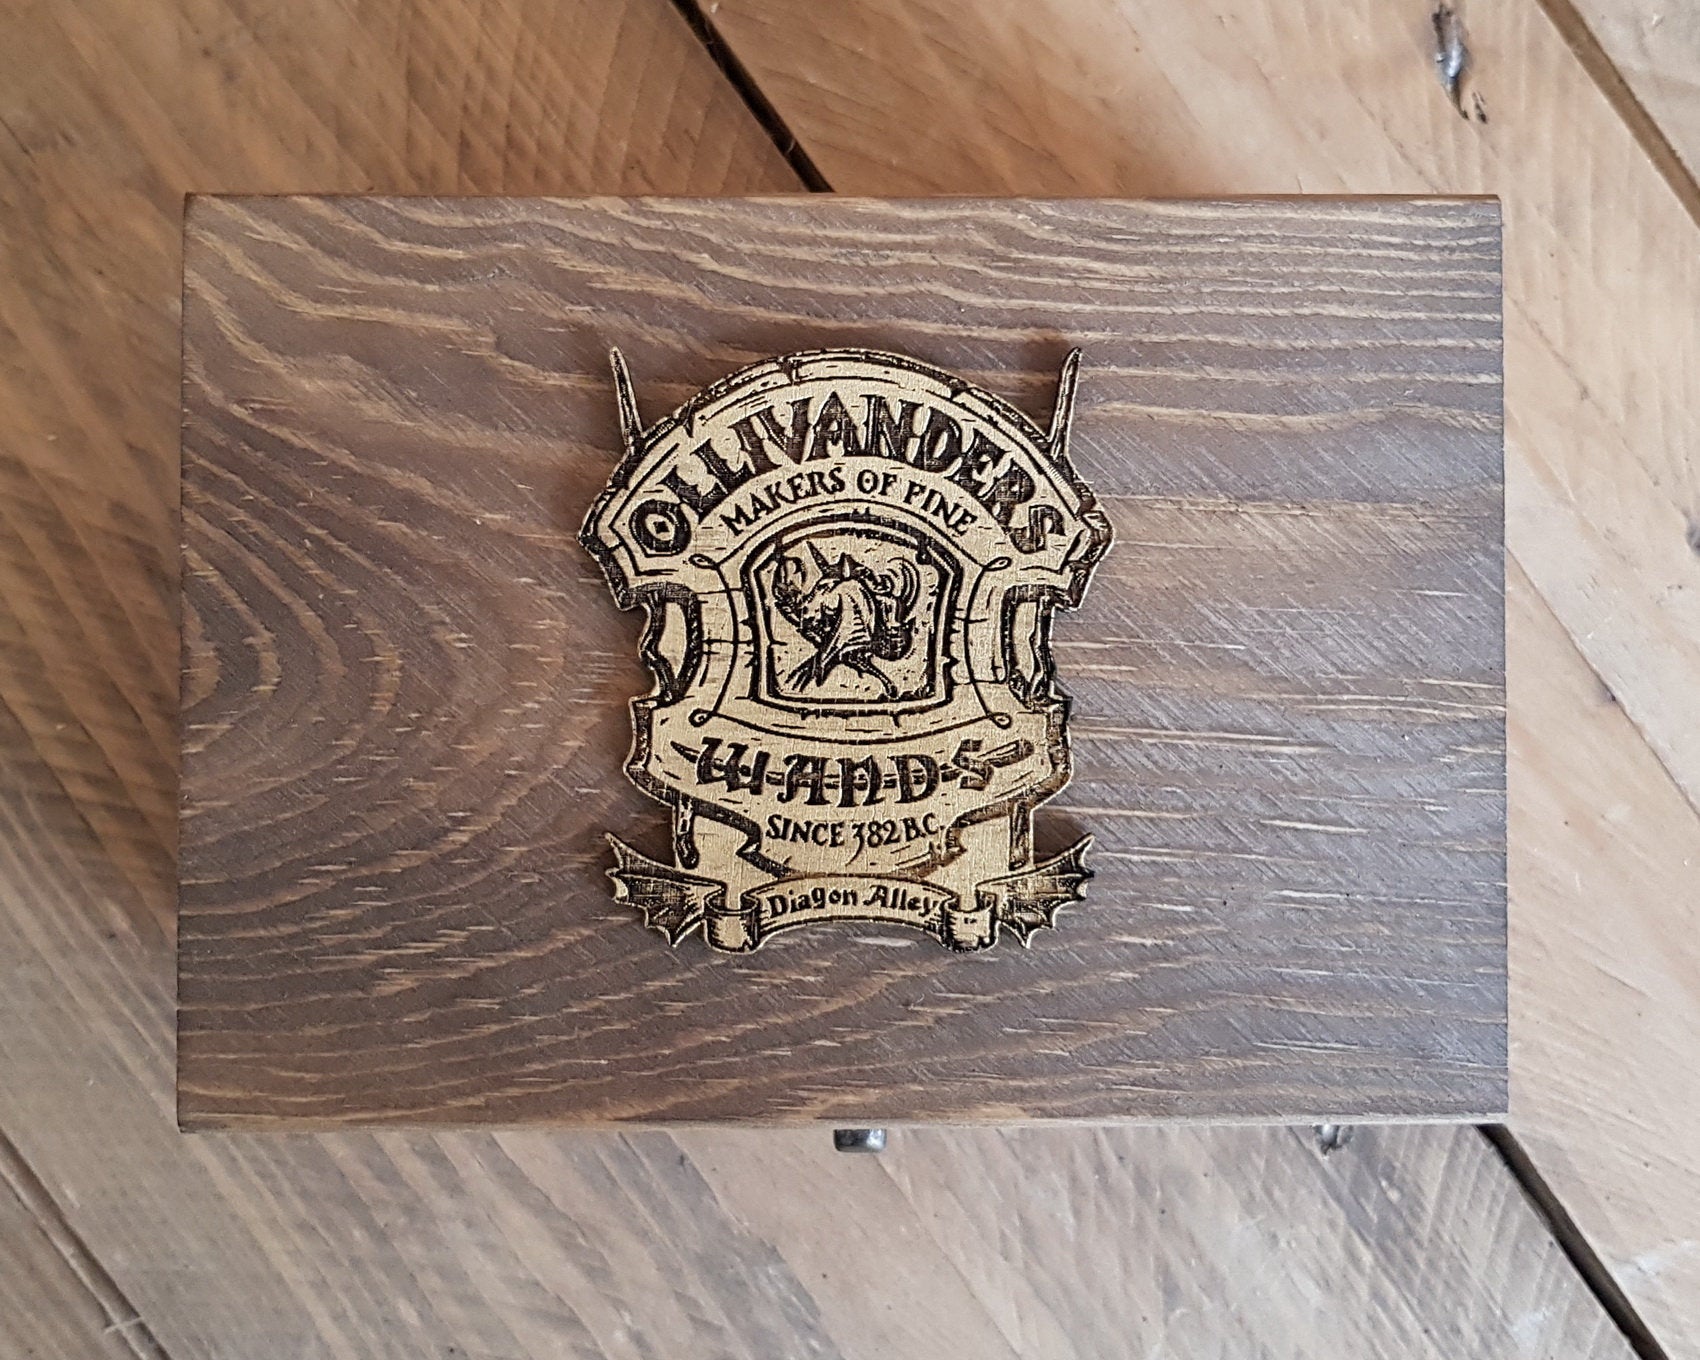 OLLIVANDERS
MAKERS OF FINE
WANDS
SINCE 382 B.C.
Diagon Alley